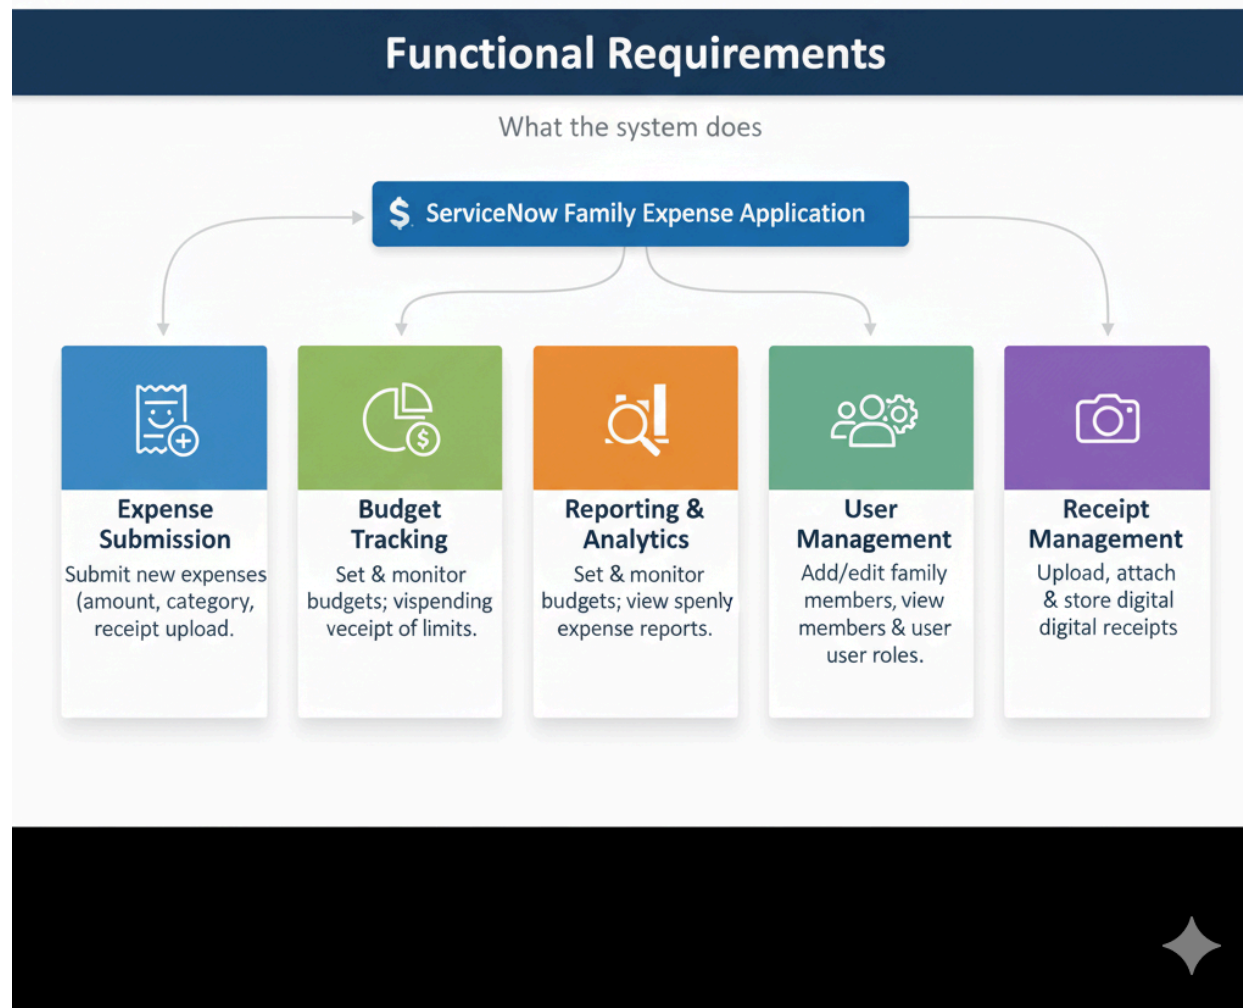 Functional Requirements
What the system does
$ ServiceNow Family Expense Application
Expense
Submission
Submit new expenses
(amount, category,
receipt upload.
Budget
Tracking
Set & monitor
budgets; vispending
veceipt of limits.
Reporting &
Analytics
Set & monitor
budgets; view spenly
expense reports.
User
Management
Add/edit family
members, view
members & user
user roles.
Receipt
Management
Upload, attach
& store digital
digital receipts